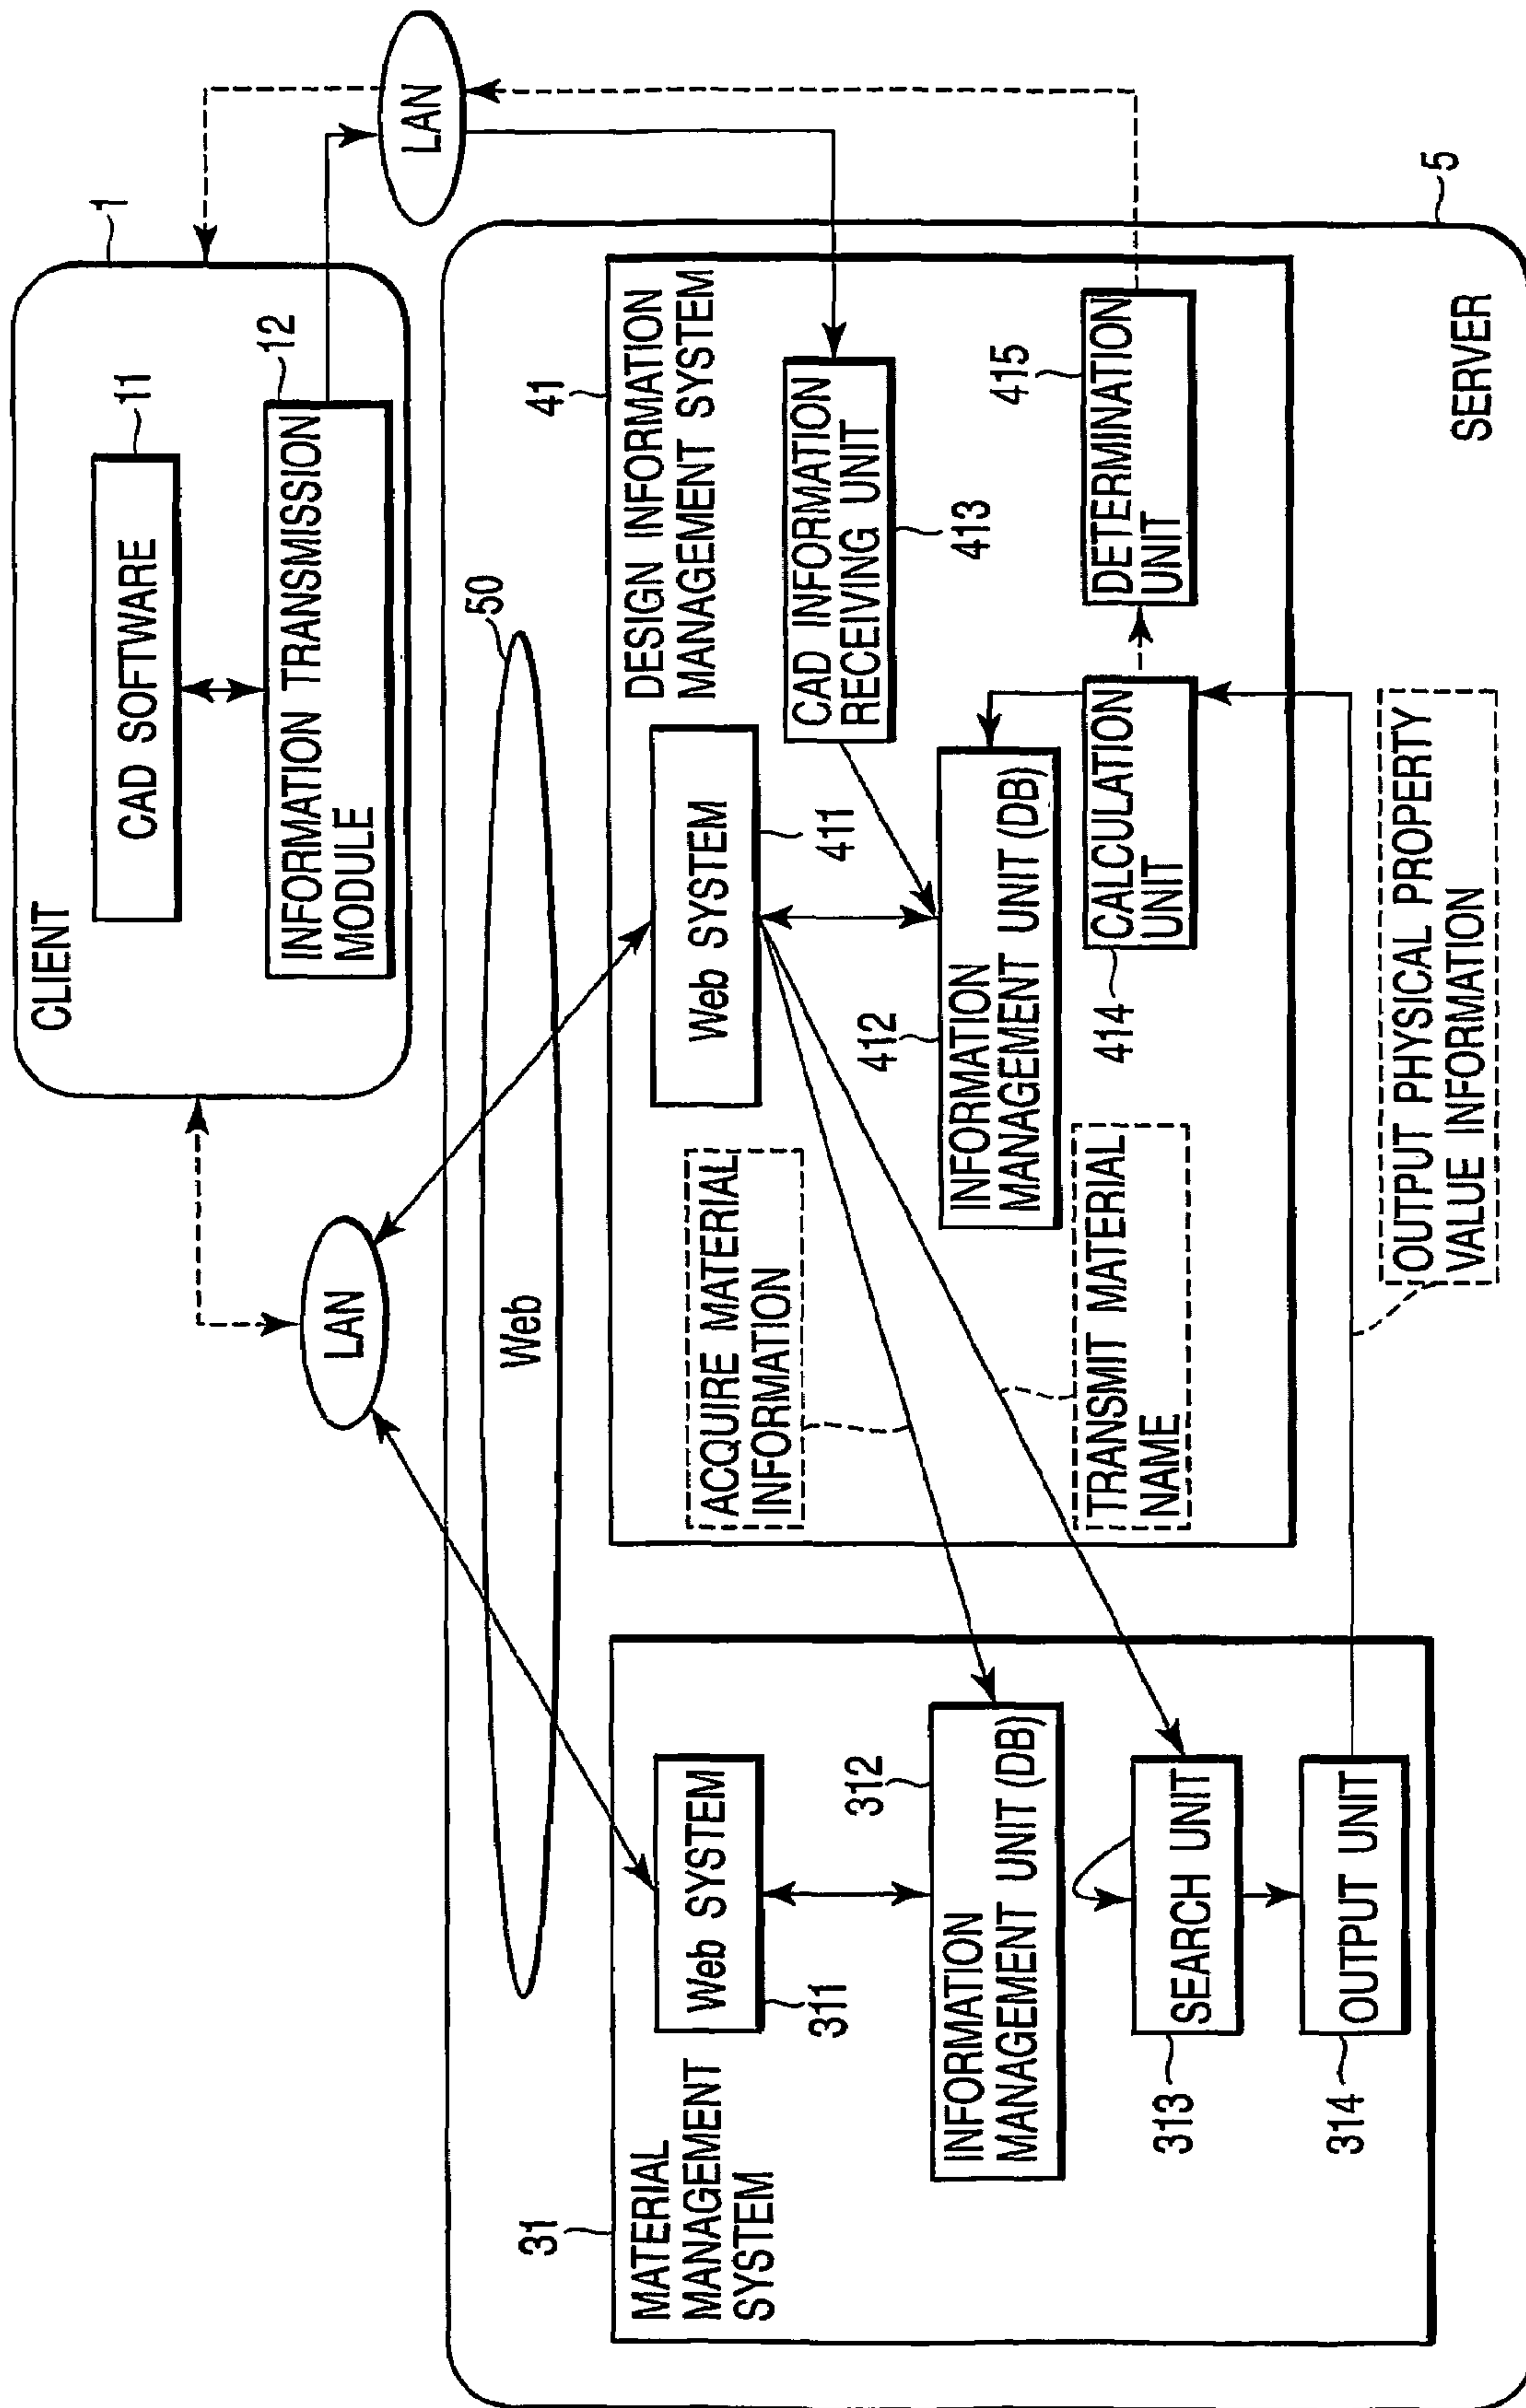 CLIENT
1
CAD SOFTWARE
11
INFORMATION TRANSMISSION
MODULE
12
LAN
LAN
Web
50
MATERIAL
MANAGEMENT
SYSTEM
31
Web SYSTEM
311
INFORMATION
MANAGEMENT UNIT (DB)
312
SEARCH UNIT
313
OUTPUT UNIT
314
DESIGN INFORMATION
MANAGEMENT SYSTEM
41
Web SYSTEM
411
ACQUIRE MATERIAL
INFORMATION
CAD INFORMATION
RECEIVING UNIT
413
INFORMATION
MANAGEMENT UNIT (DB)
412
TRANSMIT MATERIAL
NAME
CALCULATION
UNIT
414
DETERMINATION
UNIT
415
OUTPUT PHYSICAL PROPERTY
VALUE INFORMATION
SERVER
5